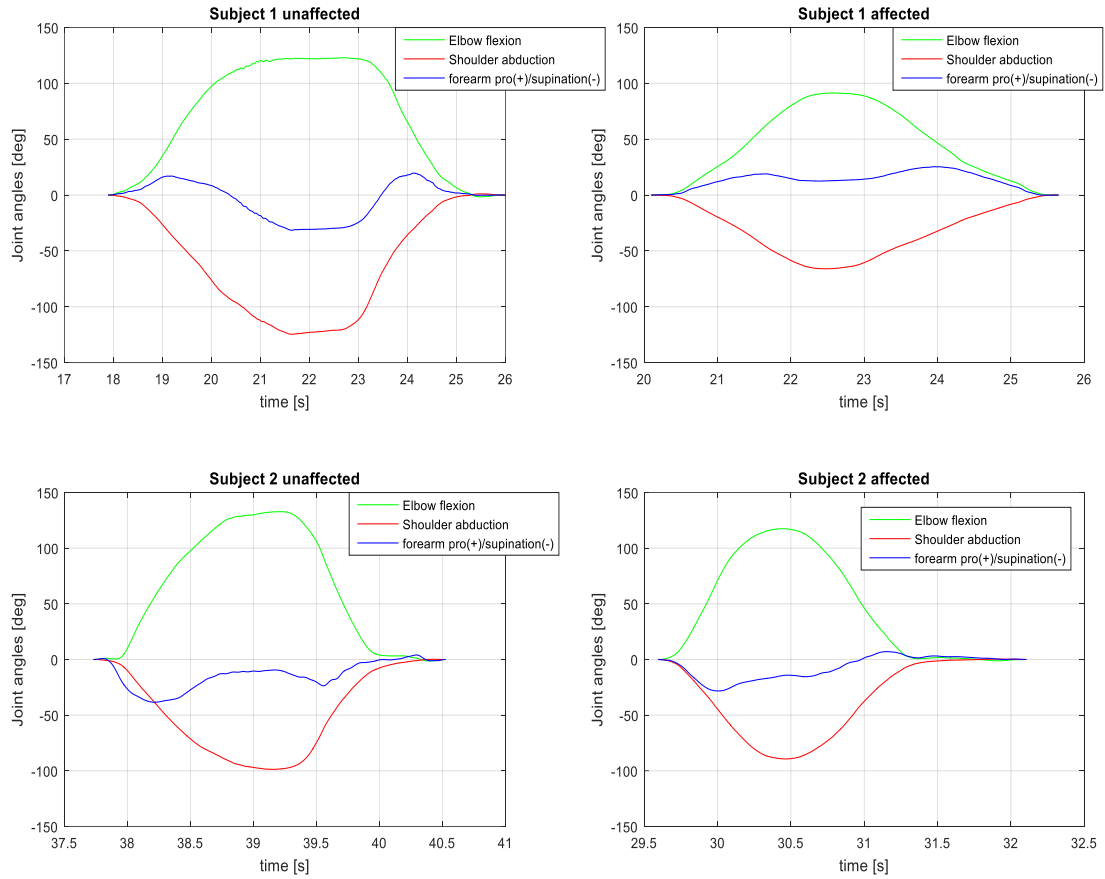 Subject 1 unaffected
150
100
50
0
-50
-100
-150
Joint angles [deg]
Elbow flexion
Shoulder abduction
forearm pro(+)/supination(-)
17 18 19 20 21 22 23 24 25 26
time [s]
Subject 1 affected
150
100
50
0
-50
-100
-150
Joint angles [deg]
Elbow flexion
Shoulder abduction
forearm pro(+)/supination(-)
20 21 22 23 24 25 26
time [s]
Subject 2 unaffected
150
100
50
0
-50
-100
-150
Joint angles [deg]
Elbow flexion
Shoulder abduction
forearm pro(+)/supination(-)
37.5 38 38.5 39 39.5 40 40.5 41
time [s]
Subject 2 affected
150
100
50
0
-50
-100
-150
Joint angles [deg]
Elbow flexion
Shoulder abduction
forearm pro(+)/supination(-)
29.5 30 30.5 31 31.5 32 32.5
time [s]